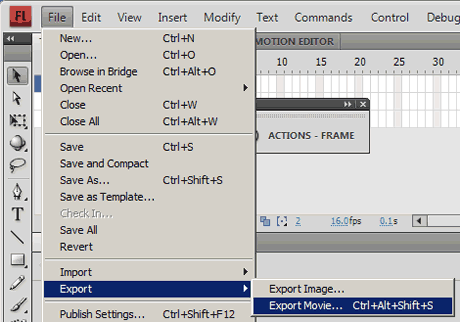 FL File Edit View Insert Modify Text Commands Control Debug
New... Ctrl+N
Open... Ctrl+O
Browse in Bridge Ctrl+Alt+O
Open Recent
Close Ctrl+W
Close All Ctrl+Alt+W
Save Ctrl+S
Save and Compact
Save As... Ctrl+Shift+S
Save as Template...
Check In...
Save All
Revert
Import
Export
Publish Settings... Ctrl+Shift+F12
MOTION EDITOR
10 15 20 25 30
ACTIONS - FRAME
2 16.0fps 0.1s
Export Image...
Export Movie... Ctrl+Alt+Shift+S
T